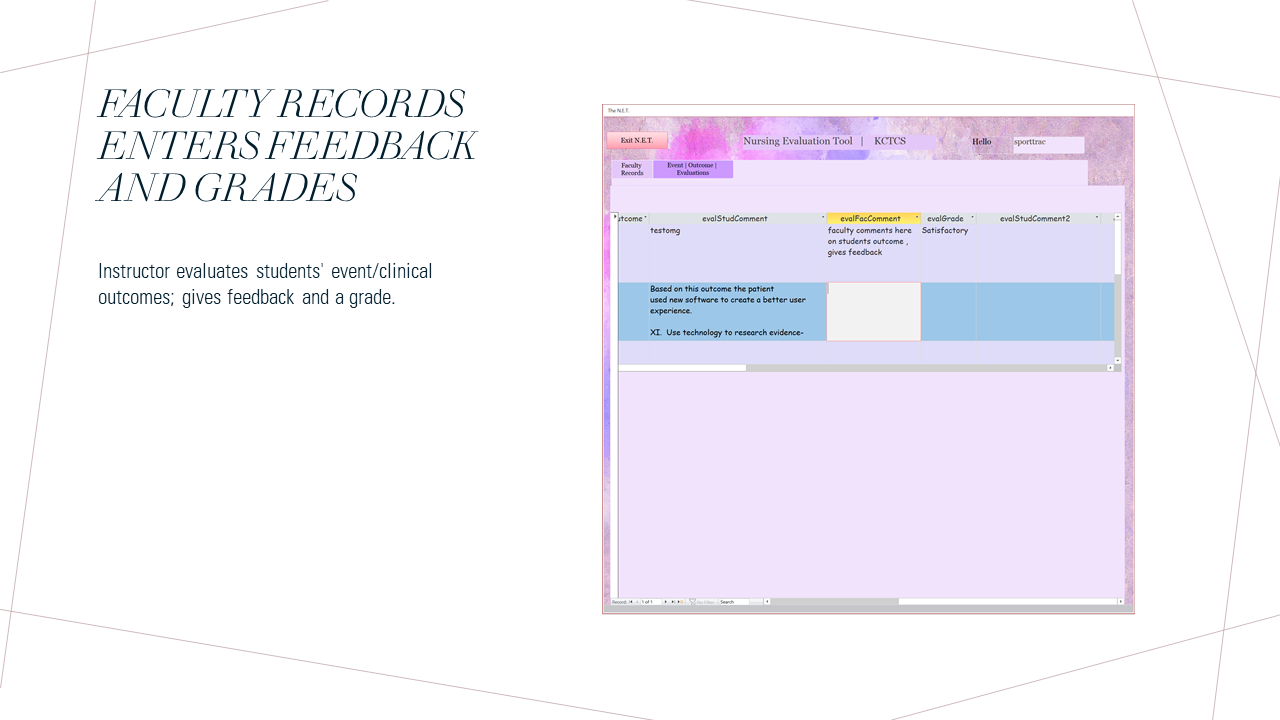 FACULTY RECORDS
ENTERS FEEDBACK
AND GRADES
Instructor evaluates students' event/clinical
outcomes; gives feedback and a grade.
The N.E.T.
Exit N.E.T.
Nursing Evaluation Tool | KCTCS
Hello
sporttrac
Faculty
Records
Event | Outcome |
Evaluations
utcome evalStudComment evalFacComment evalGrade evalStudComment2
testomg
faculty comments here
on students outcome ,
gives feedback
Satisfactory
Based on this outcome the patient
used new software to create a better user
experience.
XI. Use technology to research evidence-
Record: 1 of 1 No Filter Search